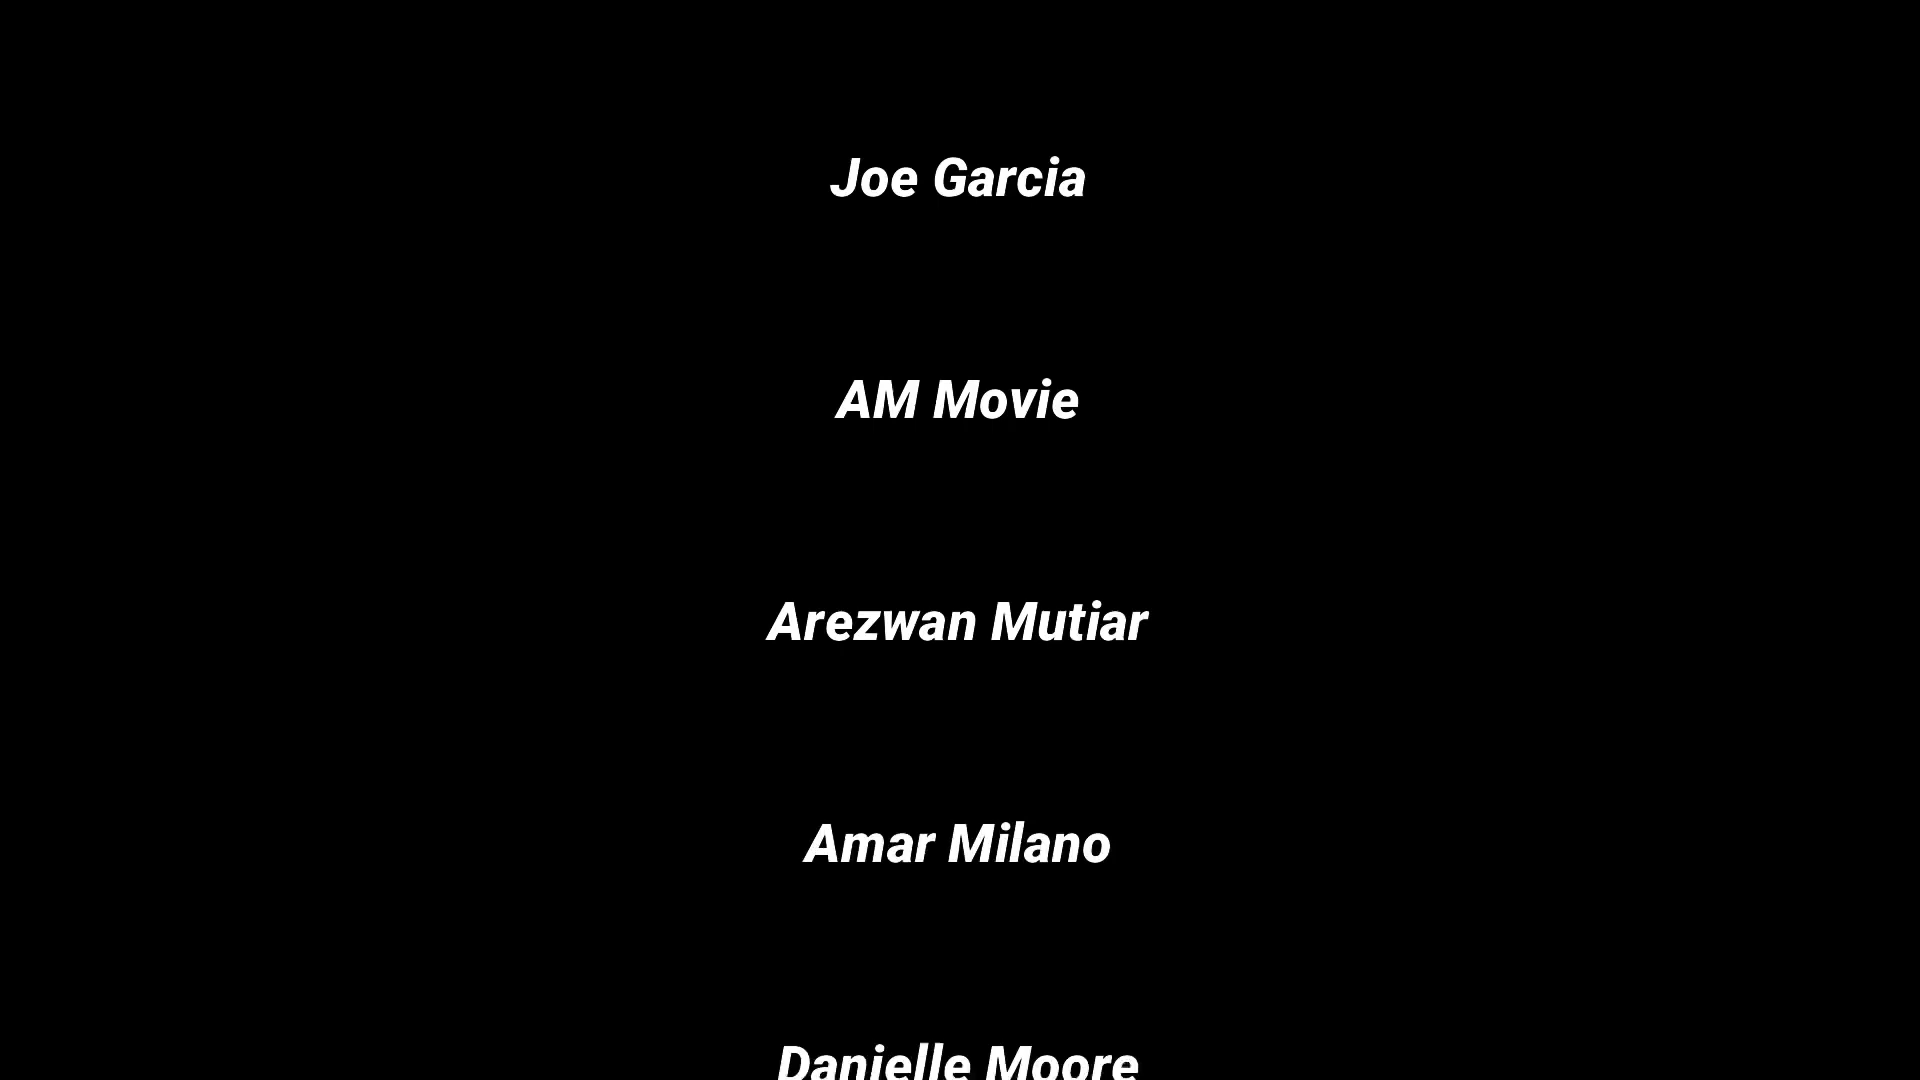 Joe Garcia
AM Movie
Arezwan Mutiar
Amar Milano
Danielle Moore